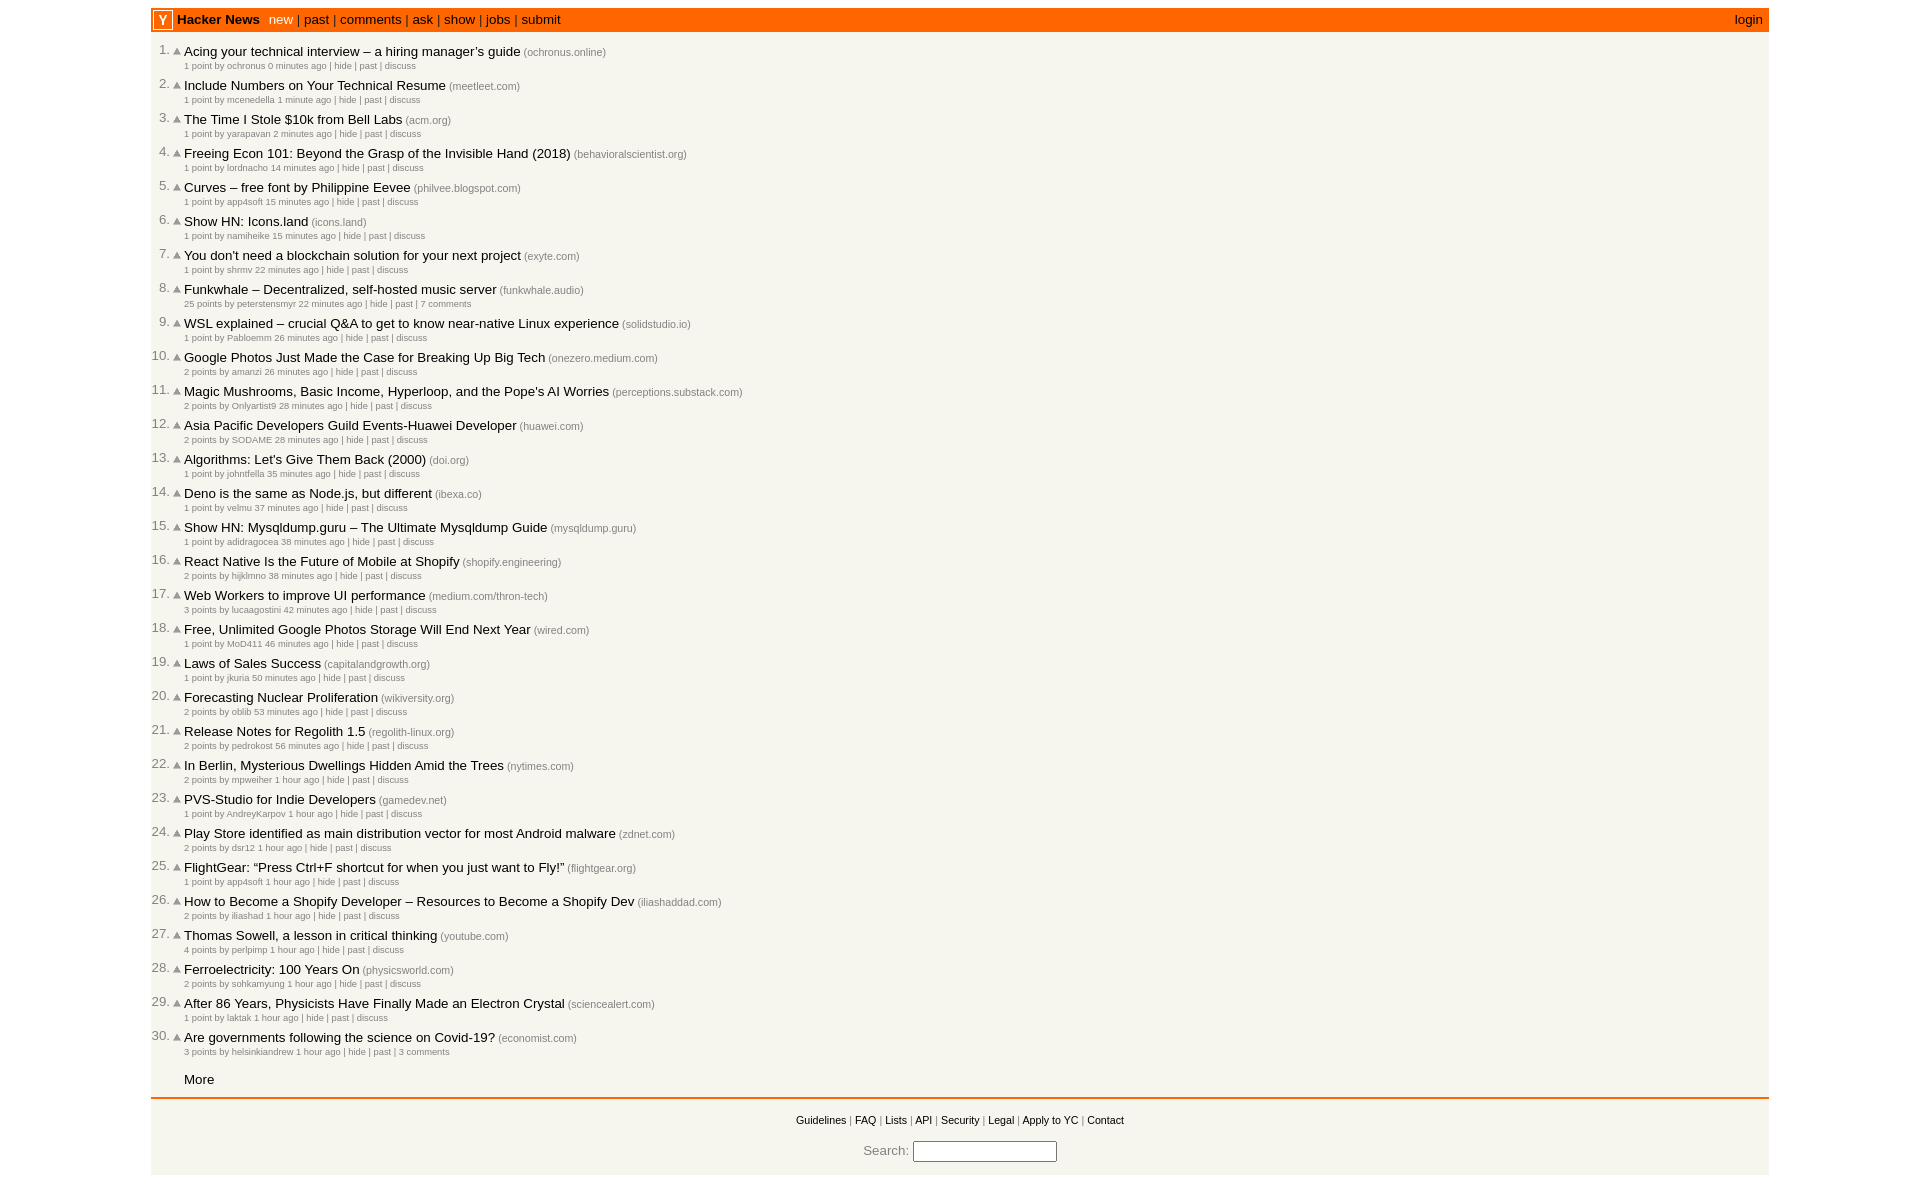 Y Hacker News new | past | comments | ask | show | jobs | submit login
1. Acing your technical interview – a hiring manager's guide (ochronus.online)
1 point by ochronus 0 minutes ago | hide | past | discuss
2. Include Numbers on Your Technical Resume (meetleet.com)
1 point by mcenedella 1 minute ago | hide | past | discuss
3. The Time I Stole $10k from Bell Labs (acm.org)
1 point by yarapavan 2 minutes ago | hide | past | discuss
4. Freeing Econ 101: Beyond the Grasp of the Invisible Hand (2018) (behavioralscientist.org)
1 point by lordnacho 14 minutes ago | hide | past | discuss
5. Curves – free font by Philippine Eevee (philvee.blogspot.com)
1 point by app4soft 15 minutes ago | hide | past | discuss
6. Show HN: Icons.land (icons.land)
1 point by namiheike 15 minutes ago | hide | past | discuss
7. You don't need a blockchain solution for your next project (exyte.com)
1 point by shrmv 22 minutes ago | hide | past | discuss
8. Funkwhale – Decentralized, self-hosted music server (funkwhale.audio)
25 points by peterstensmyr 22 minutes ago | hide | past | 7 comments
9. WSL explained – crucial Q&A to get to know near-native Linux experience (solidstudio.io)
1 point by Pabloemm 26 minutes ago | hide | past | discuss
10. Google Photos Just Made the Case for Breaking Up Big Tech (onezero.medium.com)
2 points by amanzi 26 minutes ago | hide | past | discuss
11. Magic Mushrooms, Basic Income, Hyperloop, and the Pope's AI Worries (perceptions.substack.com)
2 points by Onlyartist9 28 minutes ago | hide | past | discuss
12. Asia Pacific Developers Guild Events-Huawei Developer (huawei.com)
2 points by SODAME 28 minutes ago | hide | past | discuss
13. Algorithms: Let's Give Them Back (2000) (doi.org)
1 point by johntfella 35 minutes ago | hide | past | discuss
14. Deno is the same as Node.js, but different (ibexa.co)
1 point by velmu 37 minutes ago | hide | past | discuss
15. Show HN: Mysqldump.guru – The Ultimate Mysqldump Guide (mysqldump.guru)
1 point by adidragocea 38 minutes ago | hide | past | discuss
16. React Native Is the Future of Mobile at Shopify (shopify.engineering)
2 points by hijklmno 38 minutes ago | hide | past | discuss
17. Web Workers to improve UI performance (medium.com/thron-tech)
3 points by lucaagostini 42 minutes ago | hide | past | discuss
18. Free, Unlimited Google Photos Storage Will End Next Year (wired.com)
1 point by MoD411 46 minutes ago | hide | past | discuss
19. Laws of Sales Success (capitalandgrowth.org)
1 point by jkuria 50 minutes ago | hide | past | discuss
20. Forecasting Nuclear Proliferation (wikiversity.org)
2 points by oblib 53 minutes ago | hide | past | discuss
21. Release Notes for Regolith 1.5 (regolith-linux.org)
2 points by pedrokost 56 minutes ago | hide | past | discuss
22. In Berlin, Mysterious Dwellings Hidden Amid the Trees (nytimes.com)
2 points by mpweiher 1 hour ago | hide | past | discuss
23. PVS-Studio for Indie Developers (gamedev.net)
1 point by AndreyKarpov 1 hour ago | hide | past | discuss
24. Play Store identified as main distribution vector for most Android malware (zdnet.com)
2 points by dsr12 1 hour ago | hide | past | discuss
25. FlightGear: “Press Ctrl+F shortcut for when you just want to Fly!” (flightgear.org)
1 point by app4soft 1 hour ago | hide | past | discuss
26. How to Become a Shopify Developer – Resources to Become a Shopify Dev (iliashaddad.com)
2 points by iliashad 1 hour ago | hide | past | discuss
27. Thomas Sowell, a lesson in critical thinking (youtube.com)
4 points by perlpimp 1 hour ago | hide | past | discuss
28. Ferroelectricity: 100 Years On (physicsworld.com)
2 points by sohkamyung 1 hour ago | hide | past | discuss
29. After 86 Years, Physicists Have Finally Made an Electron Crystal (sciencealert.com)
1 point by laktak 1 hour ago | hide | past | discuss
30. Are governments following the science on Covid-19? (economist.com)
3 points by helsinkiandrew 1 hour ago | hide | past | 3 comments
More
Guidelines | FAQ | Lists | API | Security | Legal | Apply to YC | Contact
Search: